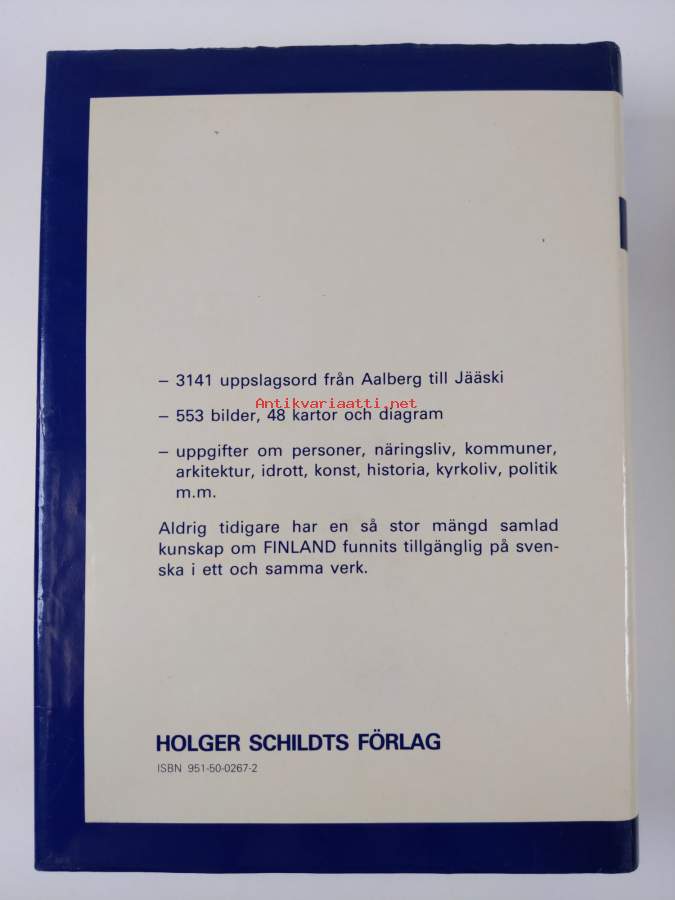 – 3141 uppslagsord från Aalberg till Jääski
Antikvariaatti.net
– 553 bilder, 48 kartor och diagram
– uppgifter om personer, näringsliv, kommuner,
arkitektur, idrott, konst, historia, kyrkoliv, politik
m.m.
Aldrig tidigare har en så stor mängd samlad
kunskap om FINLAND funnits tillgänglig på sven-
ska i ett och samma verk.
HOLGER SCHILDTS FÖRLAG
ISBN 951-50-0267-2